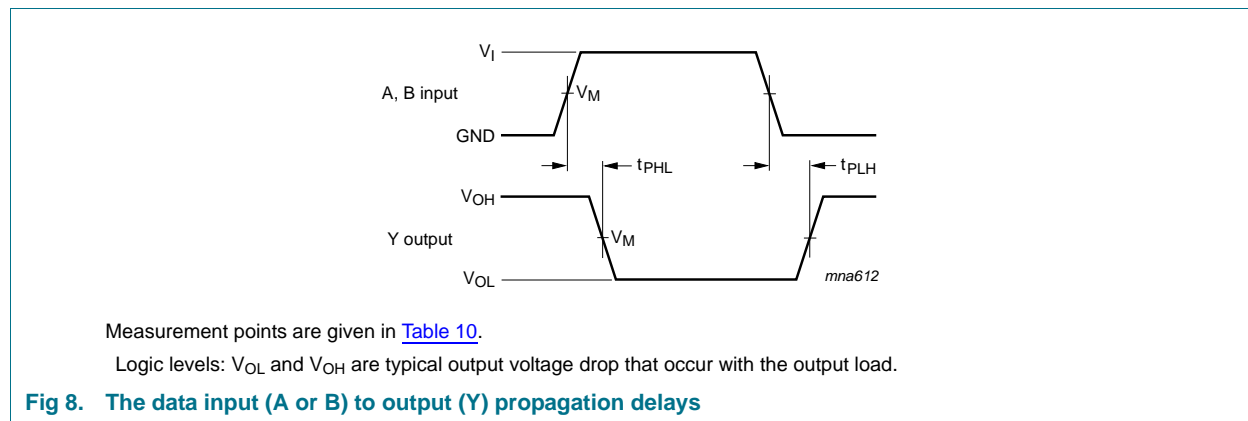 VI
A, B input
VM
GND
tPHL
tPLH
VOH
Y output
VM
VOL
mna612
Measurement points are given in Table 10.
Logic levels: VOL and VOH are typical output voltage drop that occur with the output load.
Fig 8. The data input (A or B) to output (Y) propagation delays